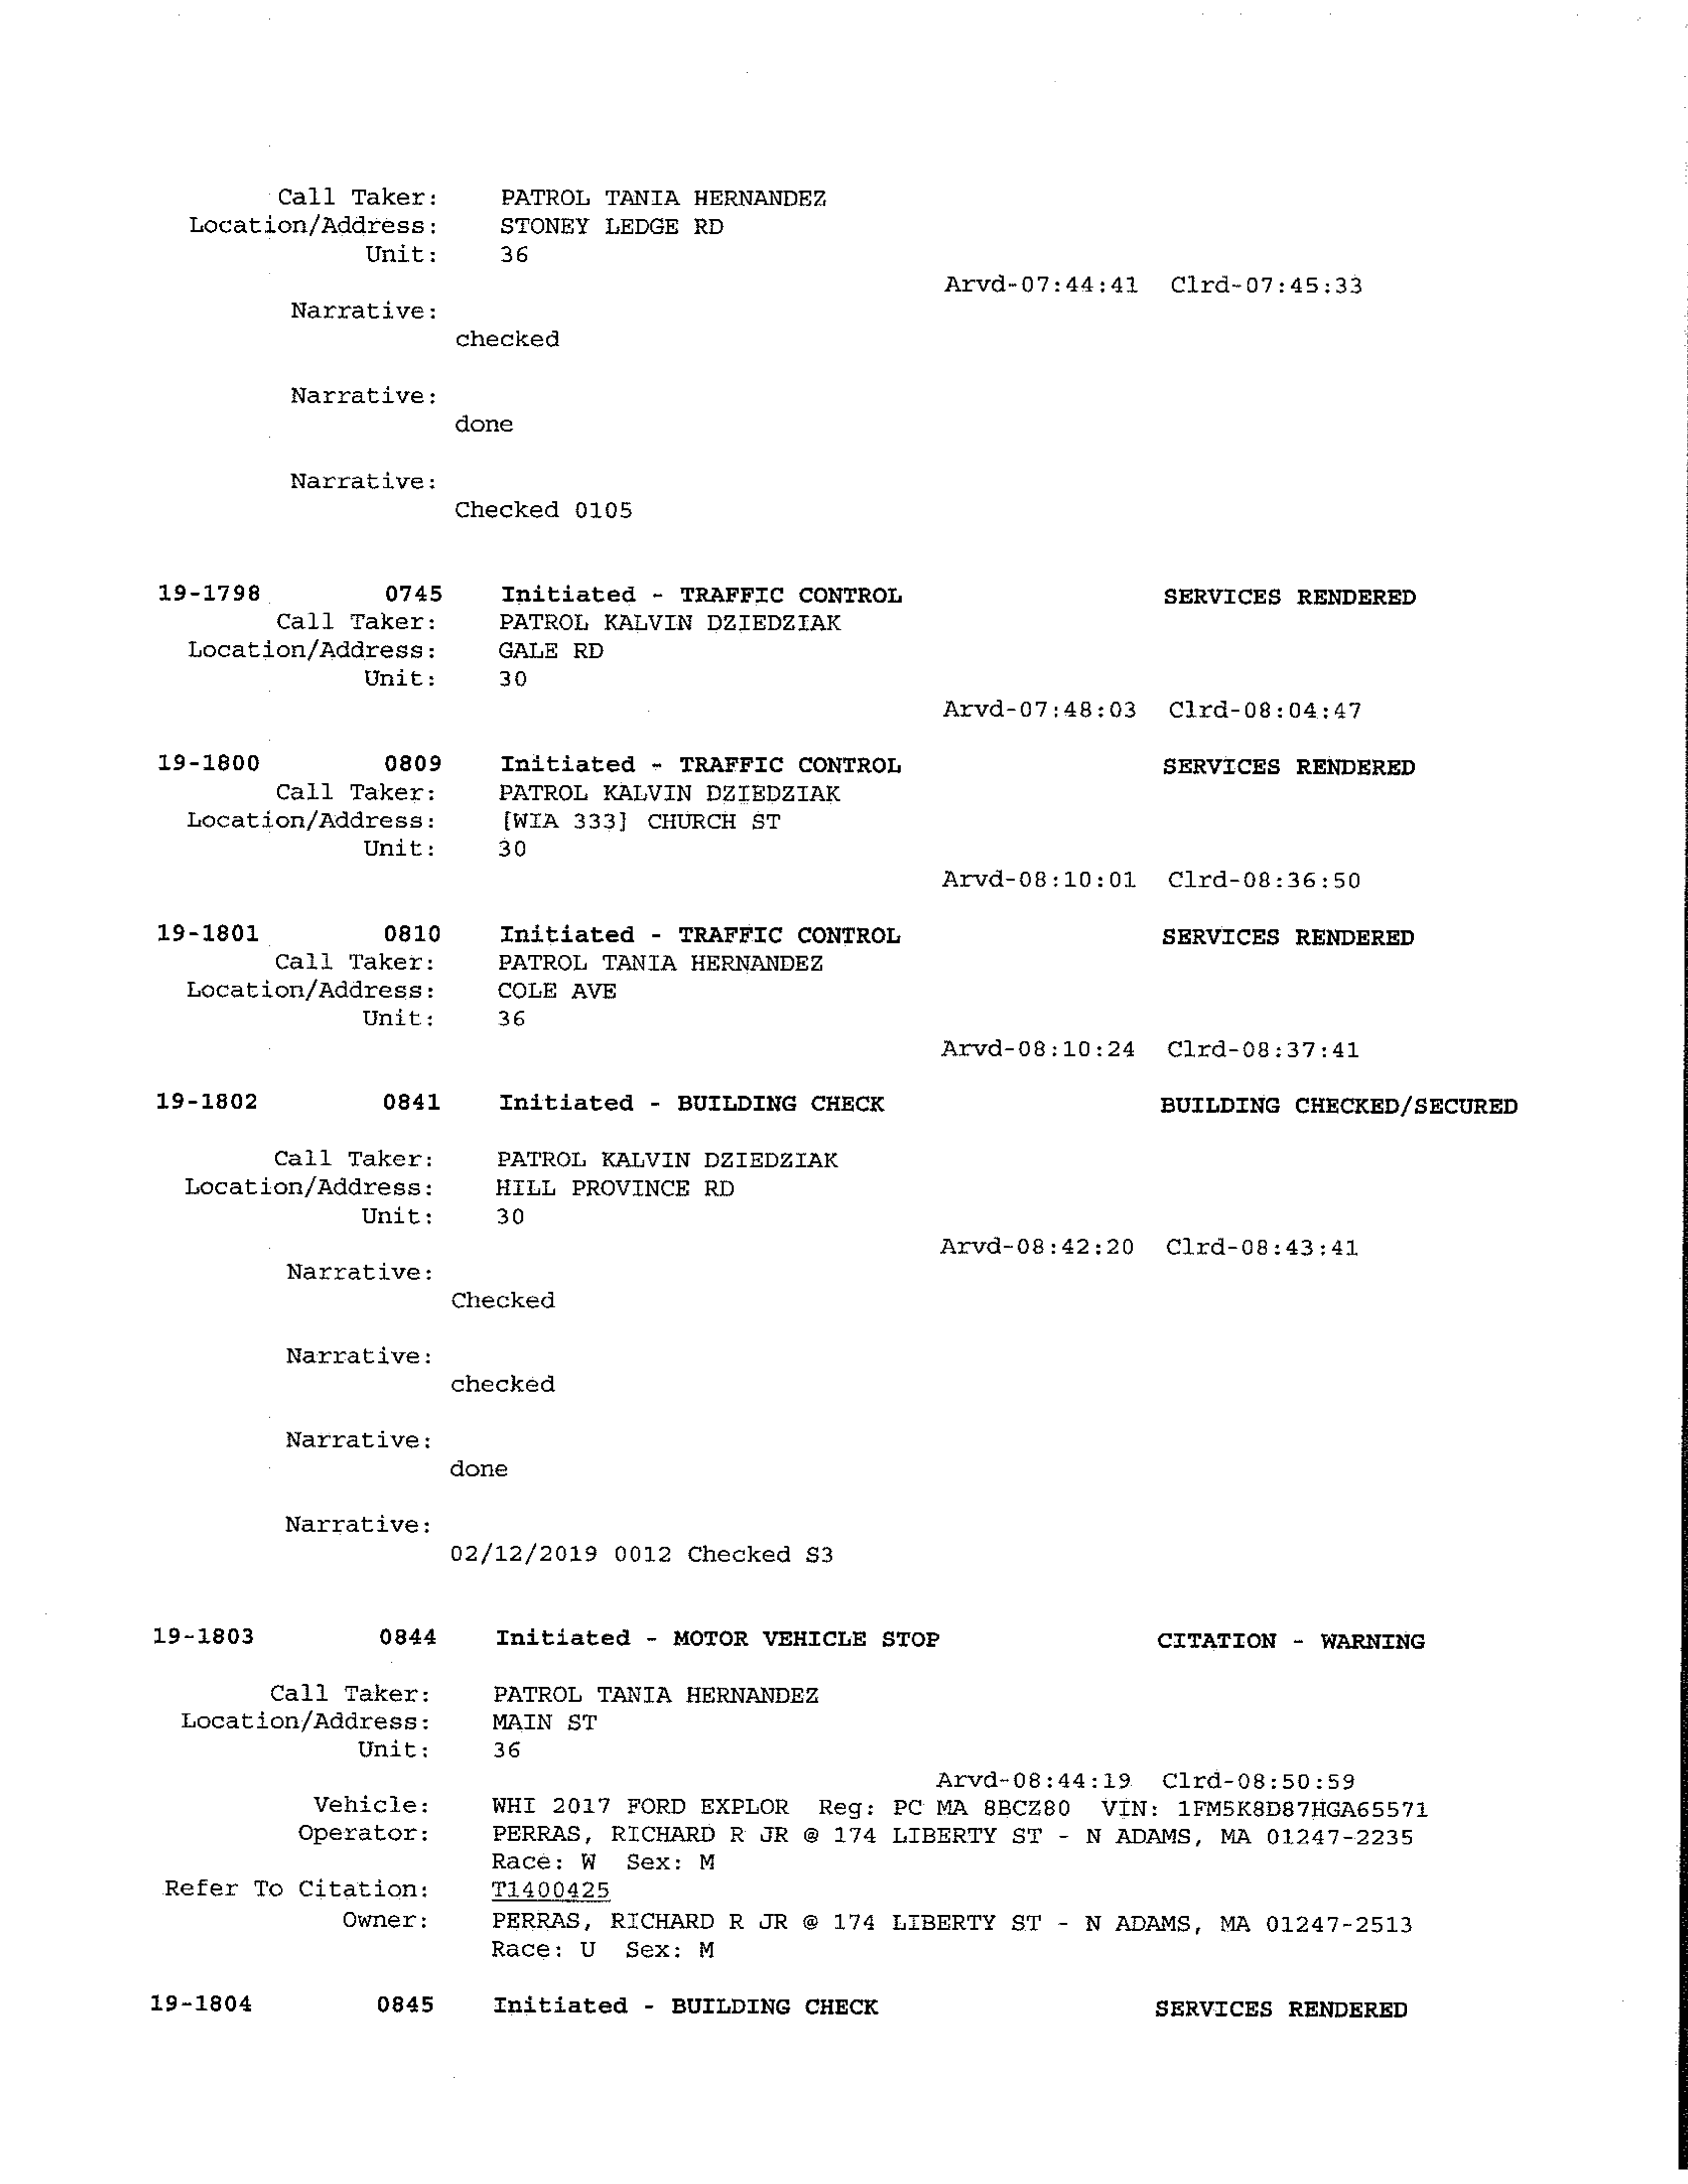 Call Taker: PATROL TANIA HERNANDEZ
Location/Address: STONEY LEDGE RD
Unit: 36
Arvd-07:44:41 Clrd-07:45:33
Narrative:
checked
Narrative:
done
Narrative:
Checked 0105
19-1798 0745 Initiated - TRAFFIC CONTROL SERVICES RENDERED
Call Taker: PATROL KALVIN DZIEDZIAK
Location/Address: GALE RD
Unit: 30
Arvd-07:48:03 Clrd-08:04:47
19-1800 0809 Initiated - TRAFFIC CONTROL SERVICES RENDERED
Call Taker: PATROL KALVIN DZIEDZIAK
Location/Address: [WIA 333] CHURCH ST
Unit: 30
Arvd-08:10:01 Clrd-08:36:50
19-1801 0810 Initiated - TRAFFIC CONTROL SERVICES RENDERED
Call Taker: PATROL TANIA HERNANDEZ
Location/Address: COLE AVE
Unit: 36
Arvd-08:10:24 Clrd-08:37:41
19-1802 0841 Initiated - BUILDING CHECK BUILDING CHECKED/SECURED
Call Taker: PATROL KALVIN DZIEDZIAK
Location/Address: HILL PROVINCE RD
Unit: 30
Arvd-08:42:20 Clrd-08:43:41
Narrative:
Checked
Narrative:
checked
Narrative:
done
Narrative:
02/12/2019 0012 Checked S3
19-1803 0844 Initiated - MOTOR VEHICLE STOP CITATION - WARNING
Call Taker: PATROL TANIA HERNANDEZ
Location/Address: MAIN ST
Unit: 36
Arvd-08:44:19 Clrd-08:50:59
Vehicle: WHI 2017 FORD EXPLOR Reg: PC MA 8BCZ80 VIN: 1FM5K8D87HGA65571
Operator: PERRAS, RICHARD R JR @ 174 LIBERTY ST - N ADAMS, MA 01247-2235
Race: W Sex: M
Refer To Citation: T1400425
Owner: PERRAS, RICHARD R JR @ 174 LIBERTY ST - N ADAMS, MA 01247-2513
Race: U Sex: M
19-1804 0845 Initiated - BUILDING CHECK SERVICES RENDERED